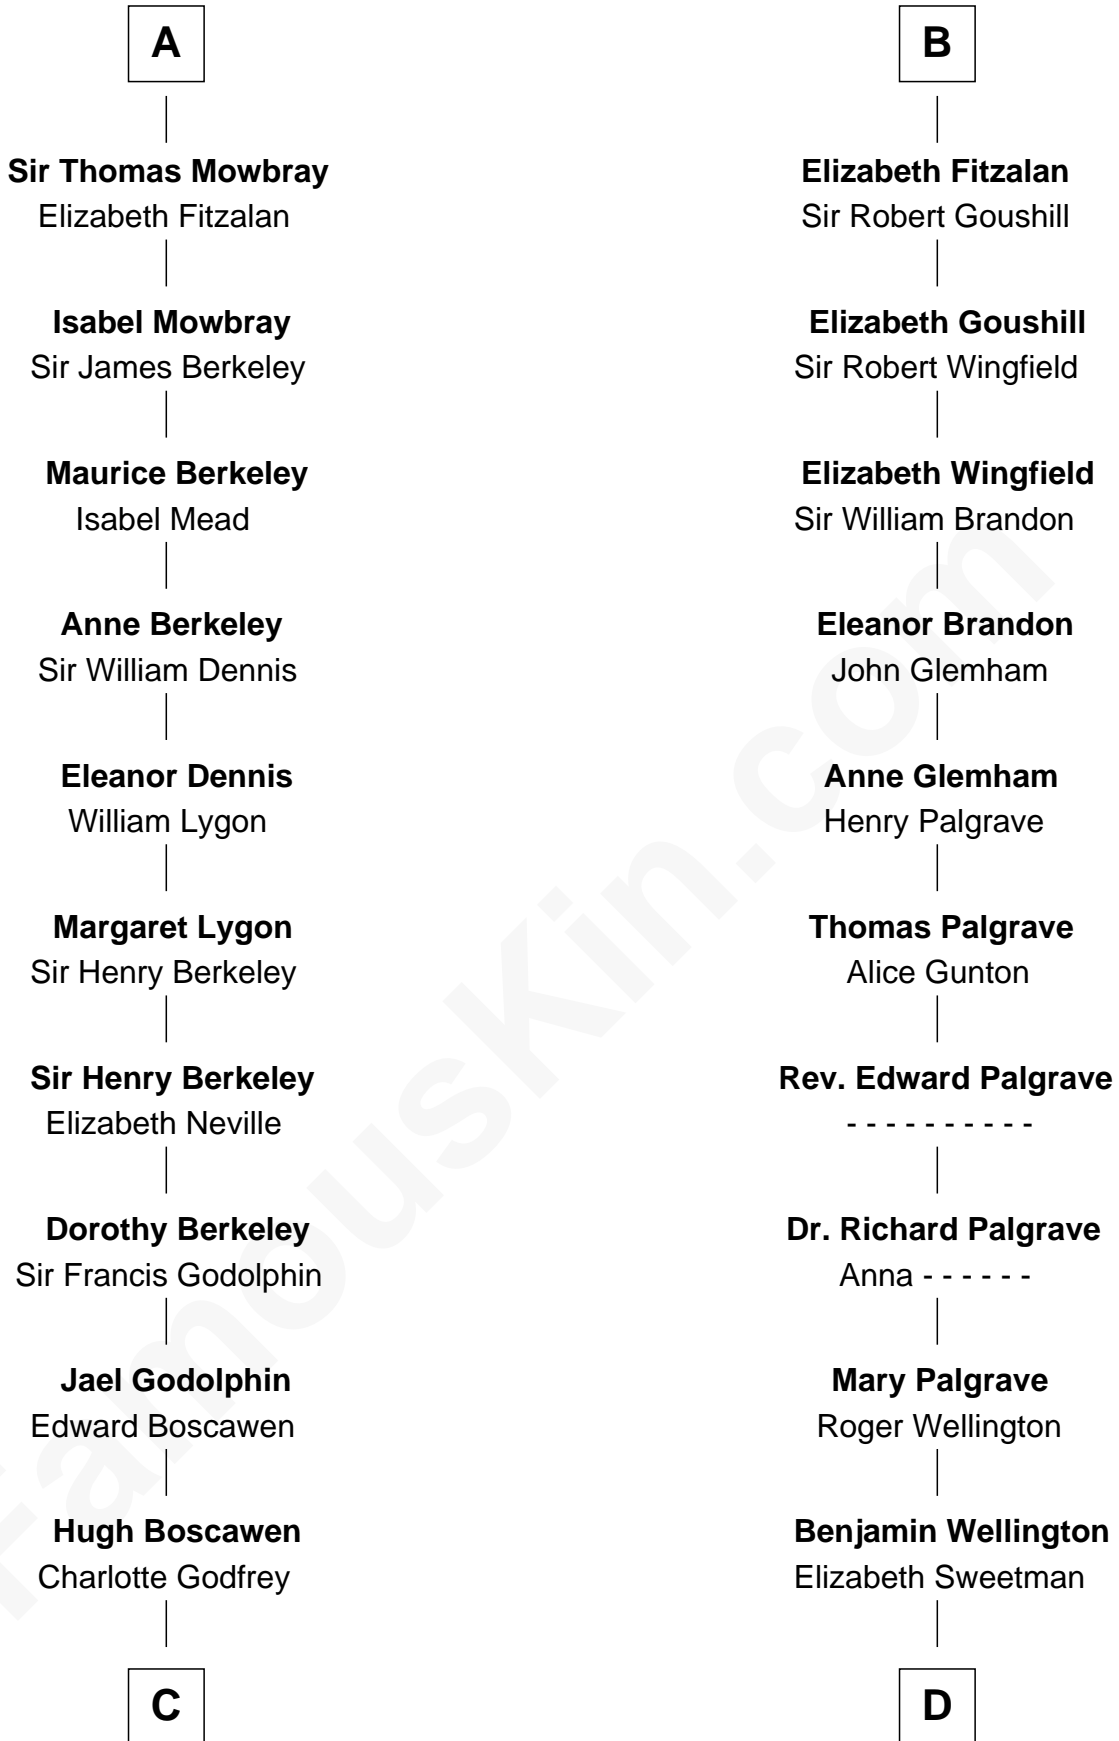 A
Sir Thomas Mowbray
Elizabeth Fitzalan
Isabel Mowbray
Sir James Berkeley
Maurice Berkeley
Isabel Mead
Anne Berkeley
Sir William Dennis
Eleanor Dennis
William Lygon
Margaret Lygon
Sir Henry Berkeley
Sir Henry Berkeley
Elizabeth Neville
Dorothy Berkeley
Sir Francis Godolphin
Jael Godolphin
Edward Boscawen
Hugh Boscawen
Charlotte Godfrey
C
B
Elizabeth Fitzalan
Sir Robert Goushill
Elizabeth Goushill
Sir Robert Wingfield
Elizabeth Wingfield
Sir William Brandon
Eleanor Brandon
John Glemham
Anne Glemham
Henry Palgrave
Thomas Palgrave
Alice Gunton
Rev. Edward Palgrave
- - - - - - - - - -
Dr. Richard Palgrave
Anna - - - - - -
Mary Palgrave
Roger Wellington
Benjamin Wellington
Elizabeth Sweetman
D
FamousKin.com